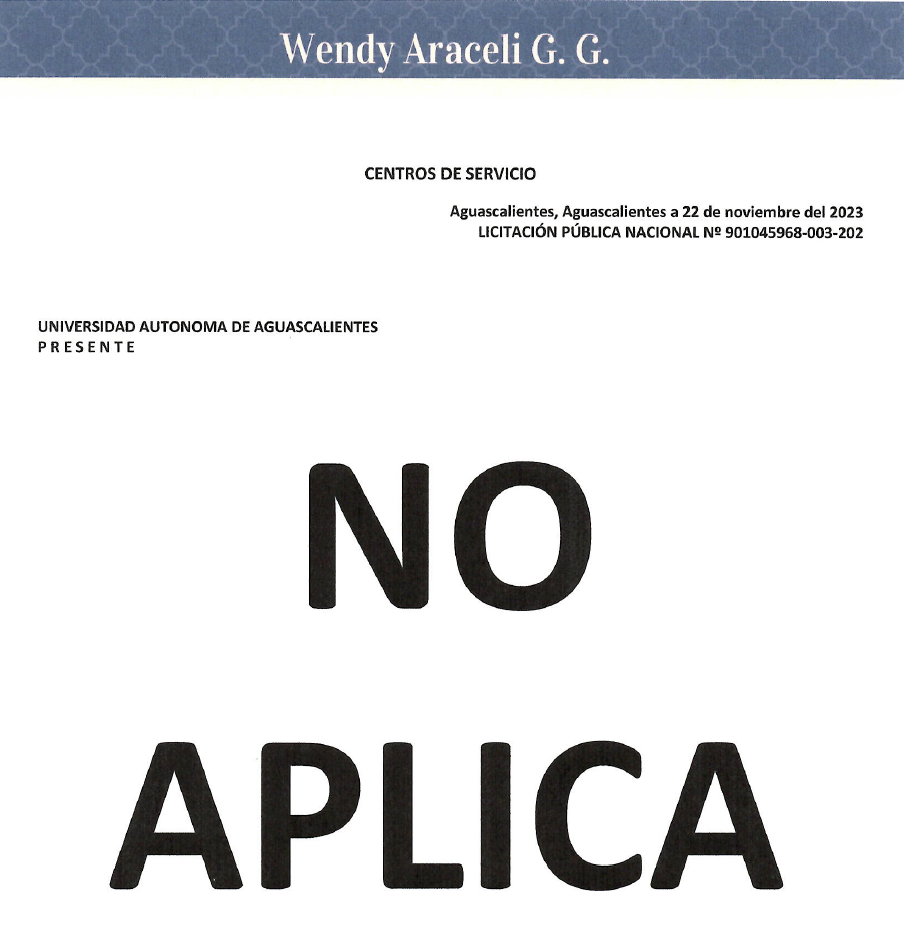 Wendy Araceli G. G.
CENTROS DE SERVICIO
Aguascalientes, Aguascalientes a 22 de noviembre del 2023
LICITACIÓN PÚBLICA NACIONAL Nº 901045968-003-202
UNIVERSIDAD AUTONOMA DE AGUASCALIENTES
P R E S E N T E
NO
APLICA